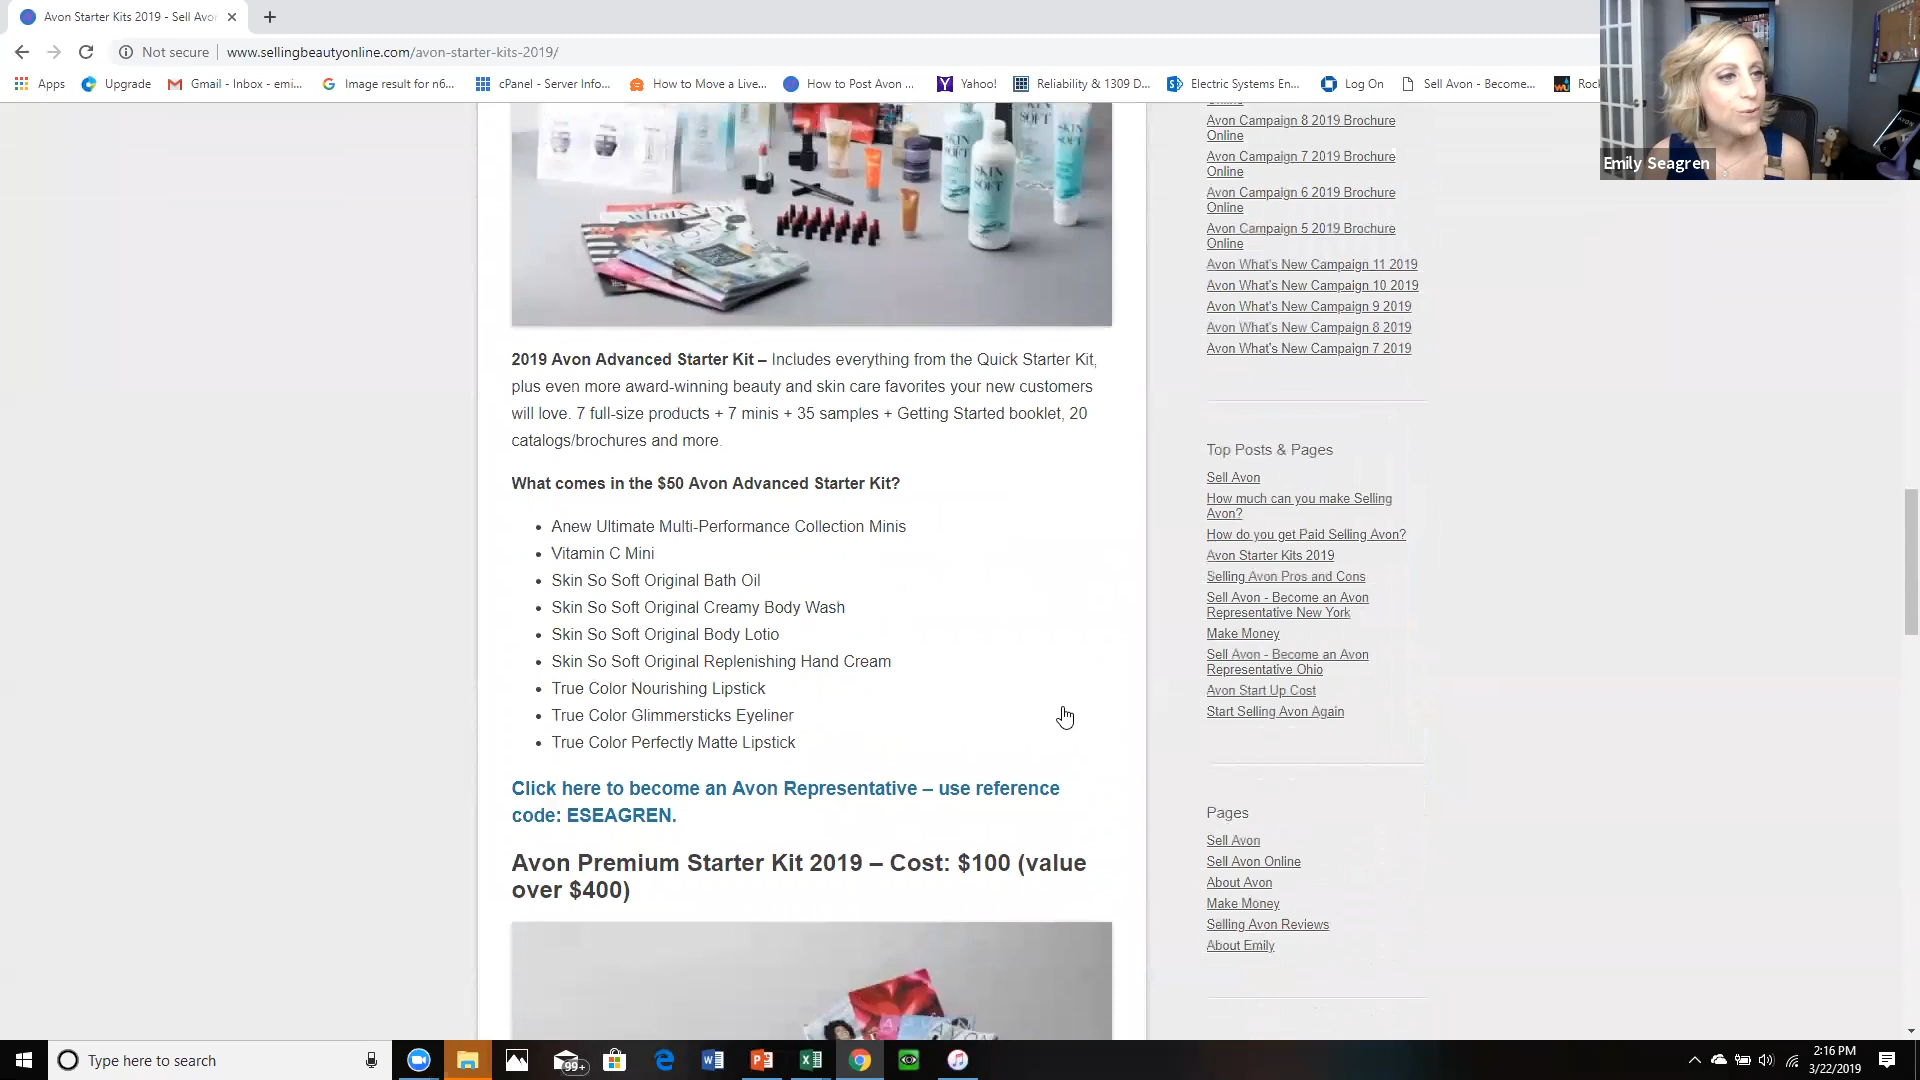 Avon Starter Kits 2019 - Sell Avo
Not secure
www.sellingbeautyonline.com/avon-starter-kits-2019/
Apps
Upgrade
Gmail - Inbox - emi...
Image result for n6...
cPanel - Server Info...
How to Move a Live...
How to Post Avon ...
Yahoo!
Reliability & 1309 D...
Electric Systems En...
Log On
Sell Avon - Become...
Rock
Emily Seagren
SKIN SO SOFT
What's New
AVON
2019 Avon Advanced Starter Kit – Includes everything from the Quick Starter Kit,
plus even more award-winning beauty and skin care favorites your new customers
will love. 7 full-size products + 7 minis + 35 samples + Getting Started booklet, 20
catalogs/brochures and more.
What comes in the $50 Avon Advanced Starter Kit?
• Anew Ultimate Multi-Performance Collection Minis
• Vitamin C Mini
• Skin So Soft Original Bath Oil
• Skin So Soft Original Creamy Body Wash
• Skin So Soft Original Body Lotio
• Skin So Soft Original Replenishing Hand Cream
• True Color Nourishing Lipstick
• True Color Glimmersticks Eyeliner
• True Color Perfectly Matte Lipstick
Click here to become an Avon Representative – use reference
code: ESEAGREN.
Avon Premium Starter Kit 2019 – Cost: $100 (value
over $400)
Online
Avon Campaign 8 2019 Brochure
Online
Avon Campaign 7 2019 Brochure
Online
Avon Campaign 6 2019 Brochure
Online
Avon Campaign 5 2019 Brochure
Online
Avon What's New Campaign 11 2019
Avon What's New Campaign 10 2019
Avon What's New Campaign 9 2019
Avon What's New Campaign 8 2019
Avon What's New Campaign 7 2019
Top Posts & Pages
Sell Avon
How much can you make Selling
Avon?
How do you get Paid Selling Avon?
Avon Starter Kits 2019
Selling Avon Pros and Cons
Sell Avon - Become an Avon
Representative New York
Make Money
Sell Avon - Become an Avon
Representative Ohio
Avon Start Up Cost
Start Selling Avon Again
Pages
Sell Avon
Sell Avon Online
About Avon
Make Money
Selling Avon Reviews
About Emily
Type here to search
99+
2:16 PM
3/22/2019